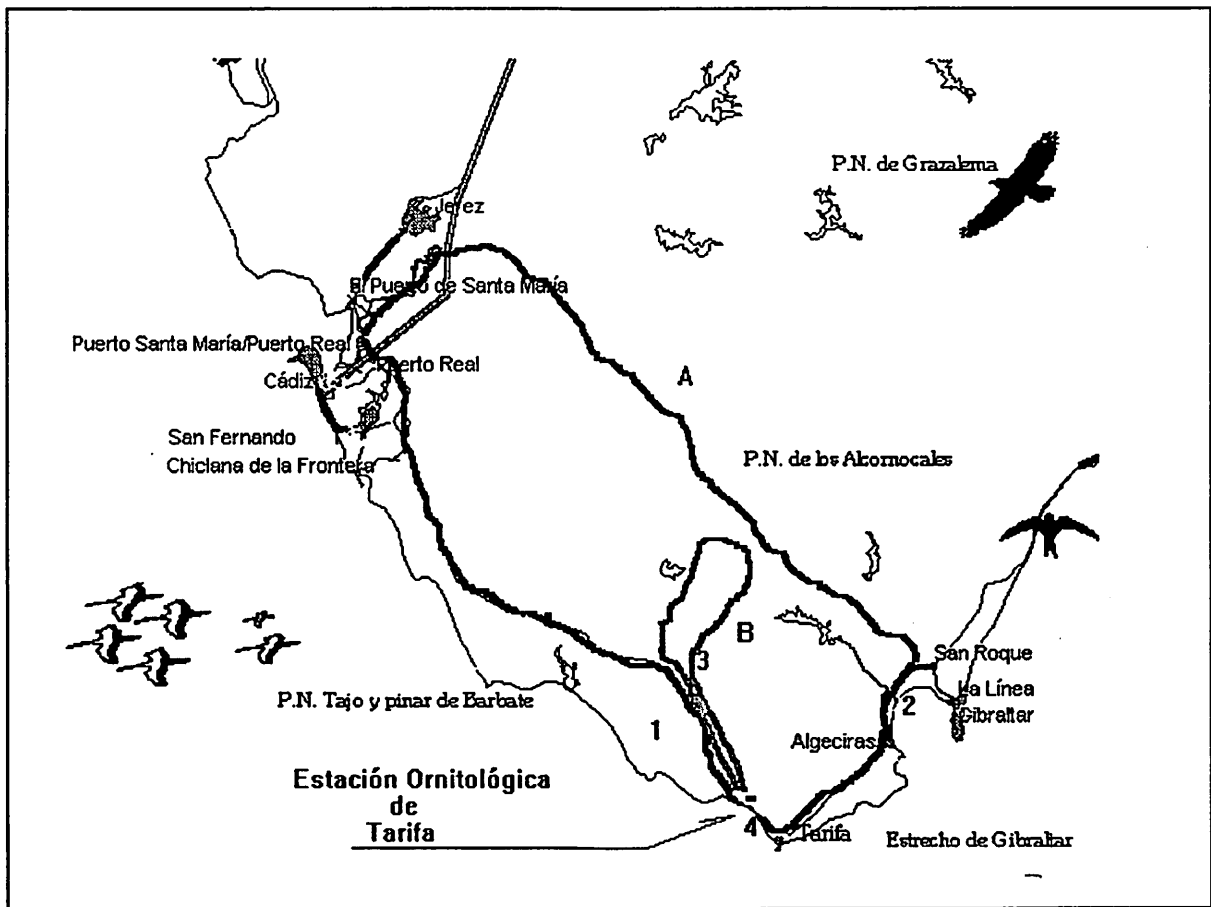 P.N. de Grazalema
Jerez
El Puerto de Santa María
Puerto Santa María/Puerto Real
Puerto Real
Cádiz
A
San Fernando
Chiclana de la Frontera
P.N. de los Alcornocales
B
3
San Roque
La Línea
Gibraltar
2
P.N. Tajo y pinar de Barbate
1
Algeciras
Estación Ornitológica
de
Tarifa
4
Tarifa
Estrecho de Gibraltar